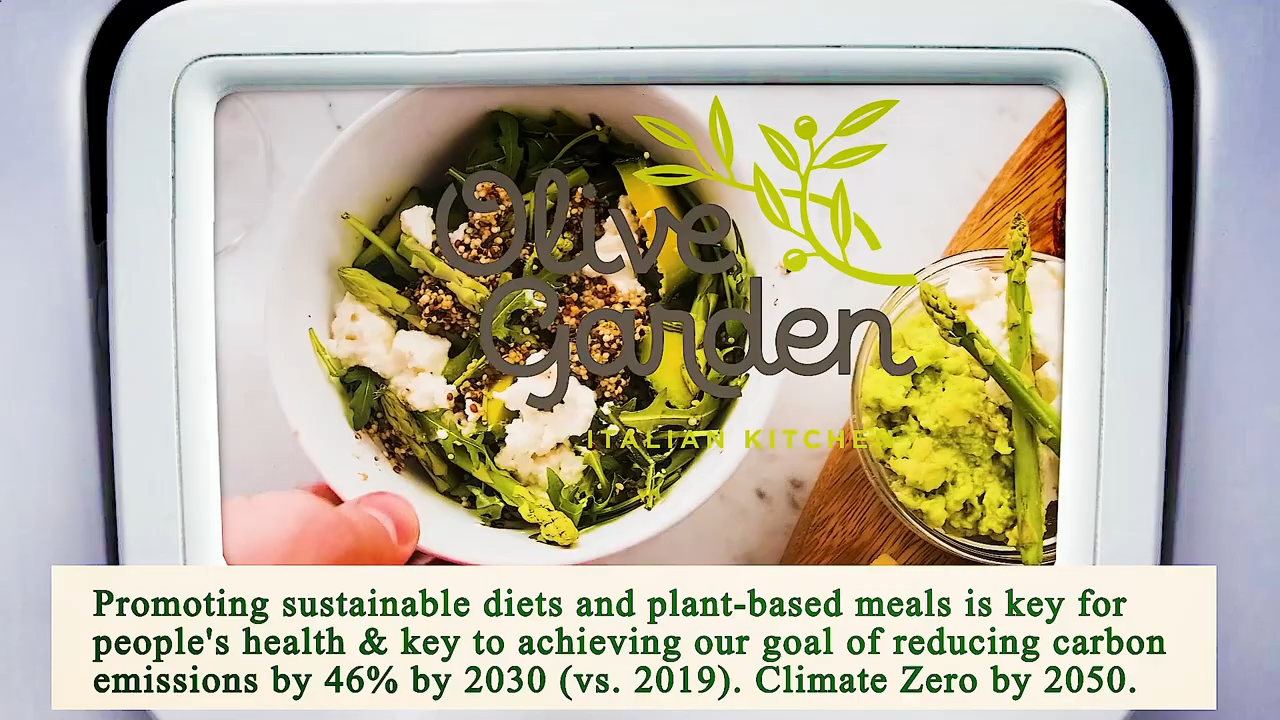 Olive
Garden
ITALIAN KITCHEN
Promoting sustainable diets and plant-based meals is key for
people's health & key to achieving our goal of reducing carbon
emissions by 46% by 2030 (vs. 2019). Climate Zero by 2050.